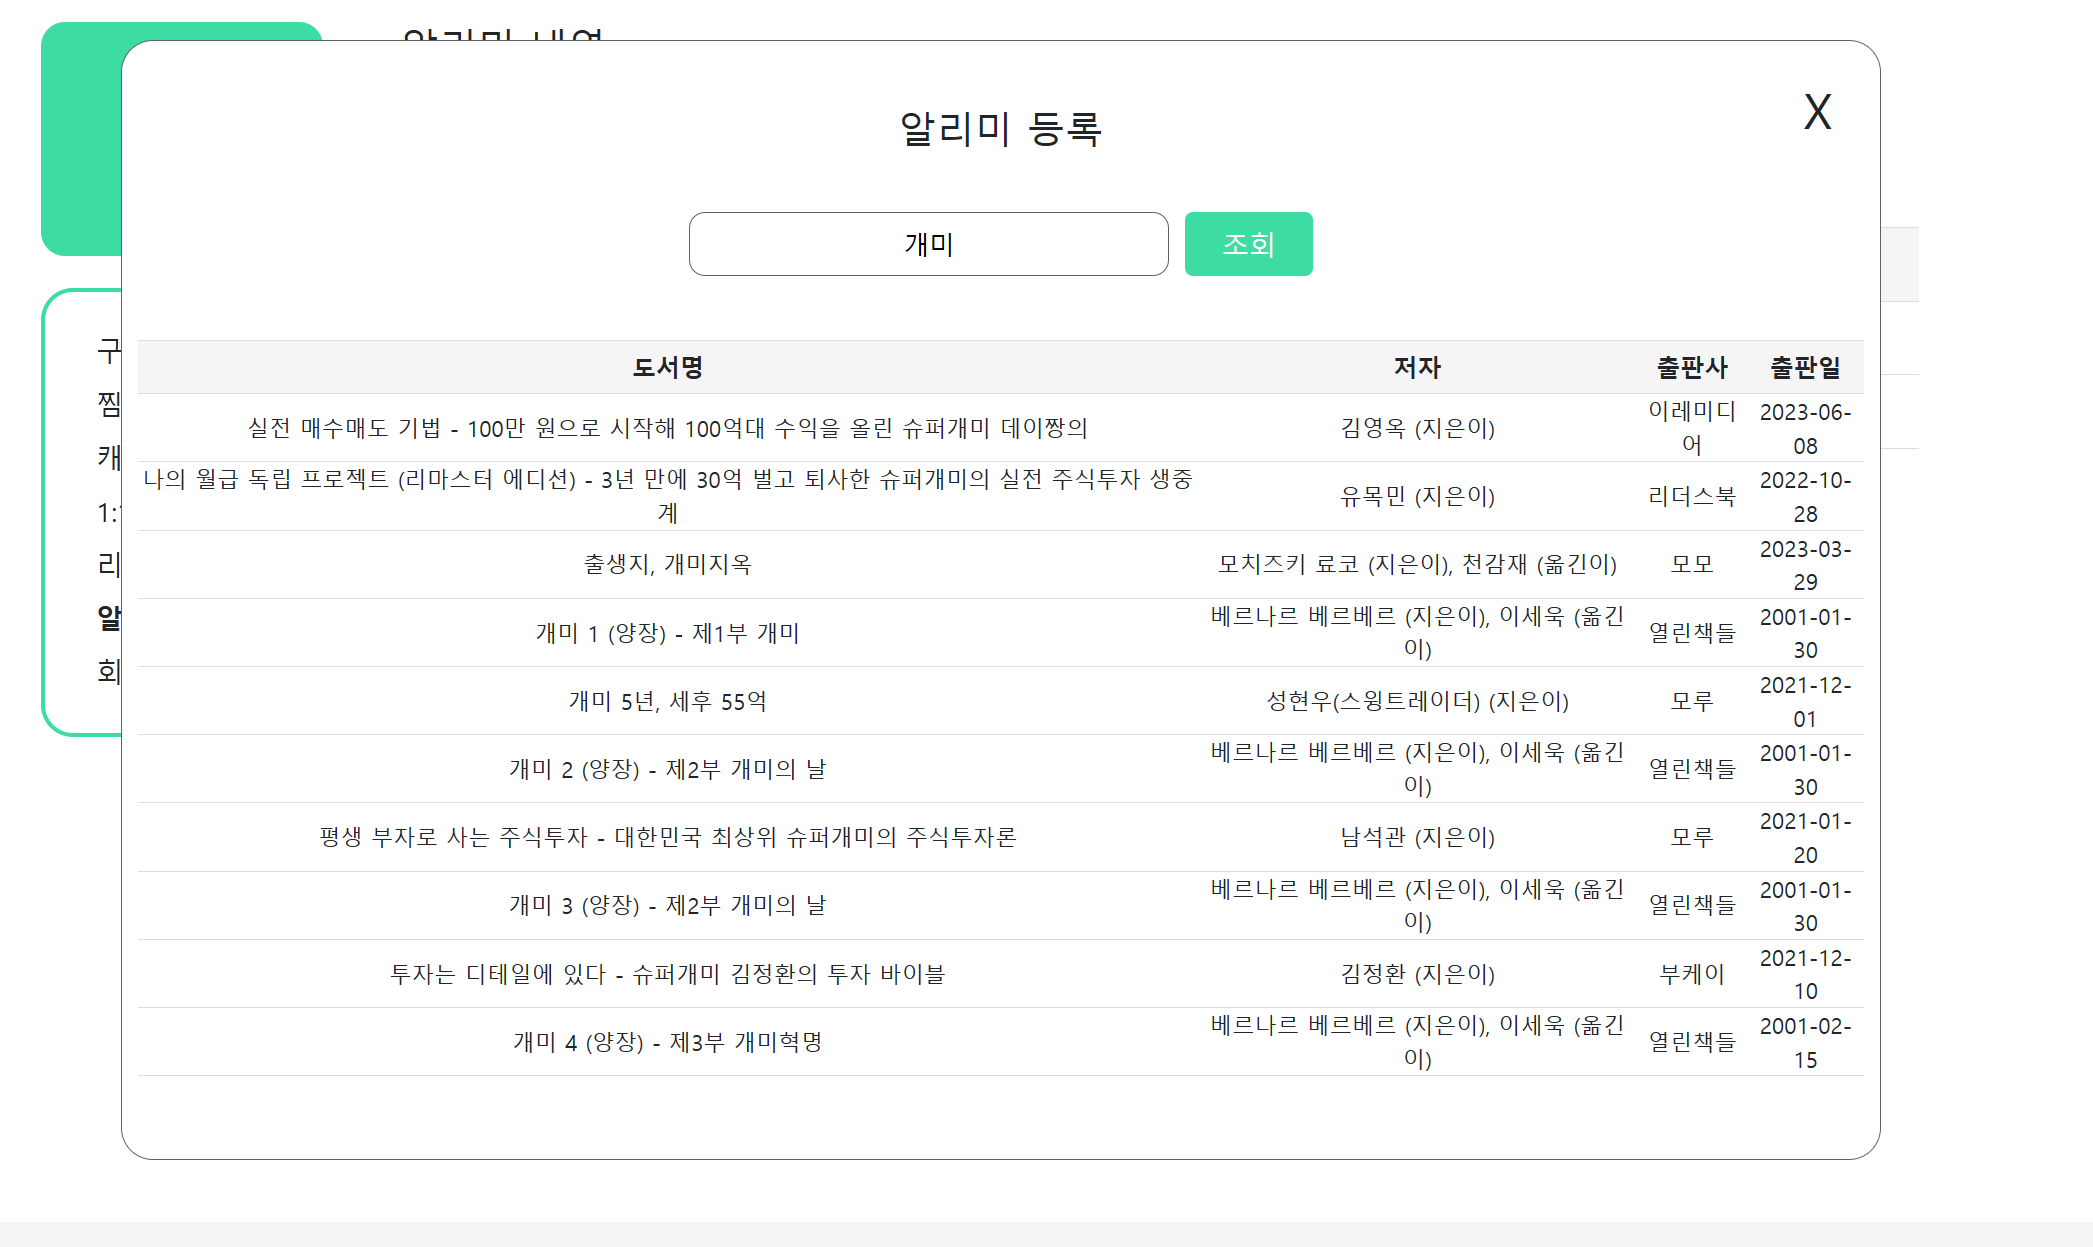 알리미 내역
알리미 등록
X
개미
조회
구
찜
캐
1:
리
알
회
도서명 저자 출판사 출판일
실전 매수매도 기법 - 100만 원으로 시작해 100억대 수익을 올린 슈퍼개미 데이짱의 김영옥 (지은이) 이레미디
어 2023-06-
08
나의 월급 독립 프로젝트 (리마스터 에디션) - 3년 만에 30억 벌고 퇴사한 슈퍼개미의 실전 주식투자 생중
계 유목민 (지은이) 리더스북 2022-10-
28
출생지, 개미지옥 모치즈키 료코 (지은이), 천감재 (옮긴이) 모모 2023-03-
29
개미 1 (양장) - 제1부 개미 베르나르 베르베르 (지은이), 이세욱 (옮긴
이) 열린책들 2001-01-
30
개미 5년, 세후 55억 성현우(스윙트레이더) (지은이) 모루 2021-12-
01
개미 2 (양장) - 제2부 개미의 날 베르나르 베르베르 (지은이), 이세욱 (옮긴
이) 열린책들 2001-01-
30
평생 부자로 사는 주식투자 - 대한민국 최상위 슈퍼개미의 주식투자론 남석관 (지은이) 모루 2021-01-
20
개미 3 (양장) - 제2부 개미의 날 베르나르 베르베르 (지은이), 이세욱 (옮긴
이) 열린책들 2001-01-
30
투자는 디테일에 있다 - 슈퍼개미 김정환의 투자 바이블 김정환 (지은이) 부케이 2021-12-
10
개미 4 (양장) - 제3부 개미혁명 베르나르 베르베르 (지은이), 이세욱 (옮긴
이) 열린책들 2001-02-
15